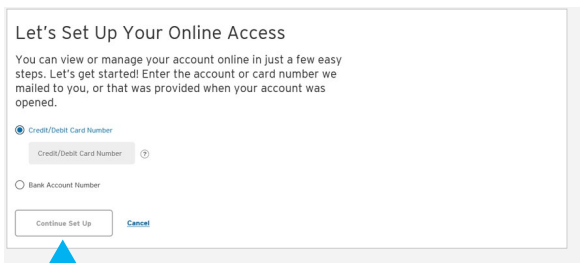 Let's Set Up Your Online Access
You can view or manage your account online in just a few easy
steps. Let's get started! Enter the account or card number we
mailed to you, or that was provided when your account was
opened.
Credit/Debit Card Number
Credit/Debit Card Number ?
Bank Account Number
Continue Set Up Cancel